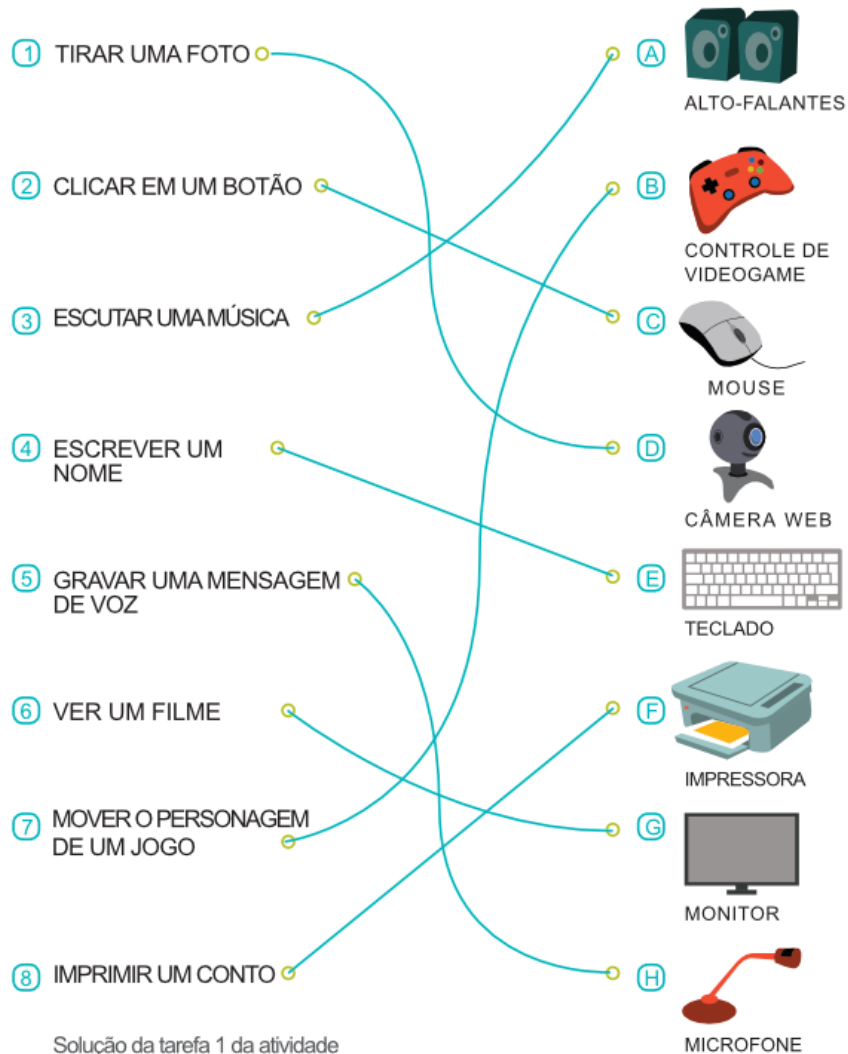 1 TIRAR UMA FOTO
2 CLICAR EM UM BOTÃO
3 ESCUTAR UMA MÚSICA
4 ESCREVER UM
NOME
5 GRAVAR UMA MENSAGEM
DE VOZ
6 VER UM FILME
7 MOVER O PERSONAGEM
DE UM JOGO
8 IMPRIMIR UM CONTO
Solução da tarefa 1 da atividade
A
ALTO-FALANTES
B
CONTROLE DE
VIDEOGAME
C
MOUSE
D
CÂMERA WEB
E
TECLADO
F
IMPRESSORA
G
MONITOR
H
MICROFONE